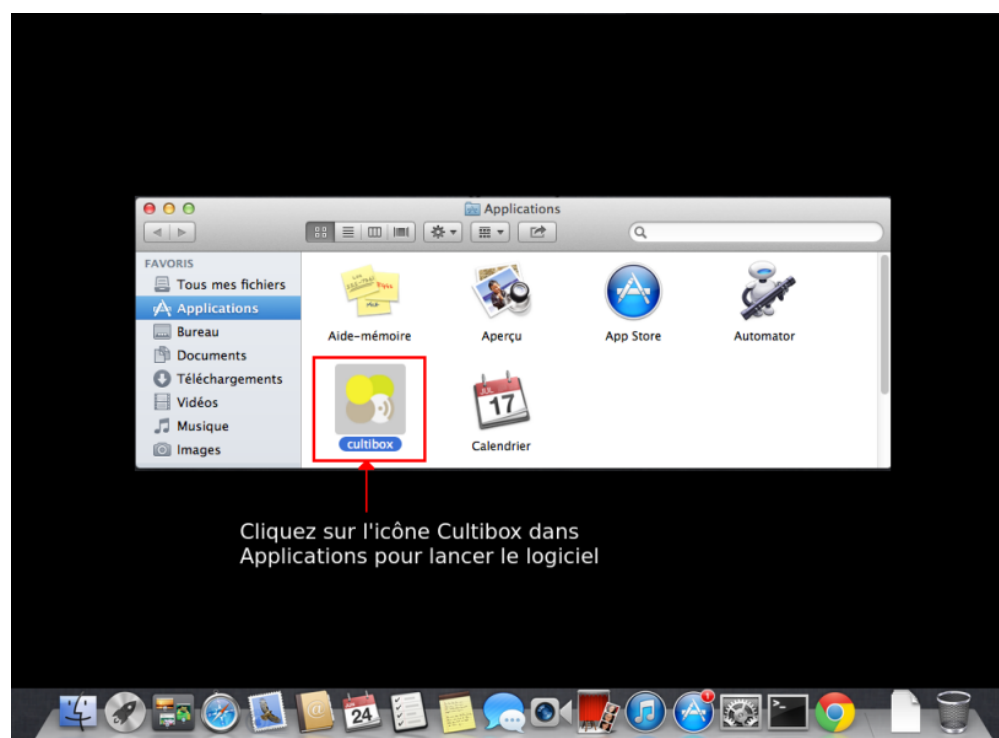 Applications
FAVORIS
Tous mes fichiers
Applications
Bureau
Documents
Téléchargements
Vidéos
Musique
Images
Aide-mémoire
Aperçu
App Store
Automator
cultibox
17
Calendrier
Cliquez sur l'icône Cultibox dans
Applications pour lancer le logiciel
24